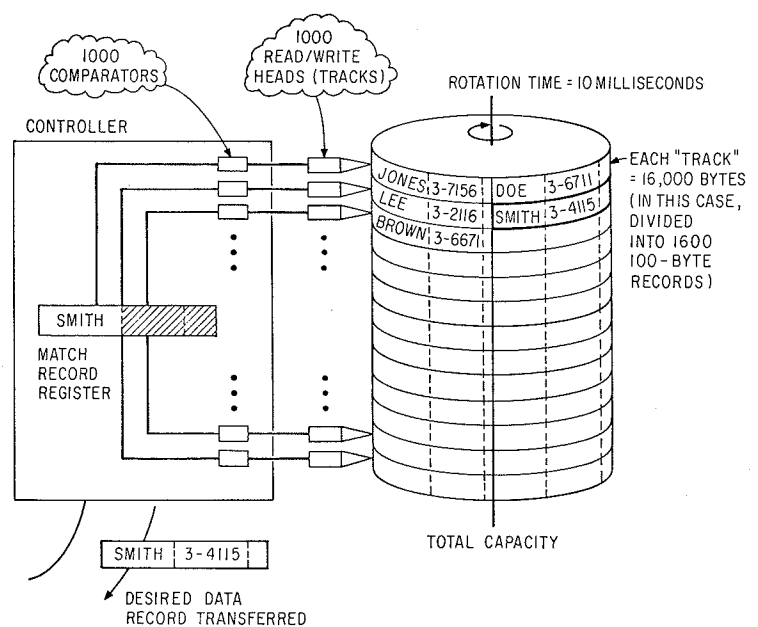 1000
COMPARATORS
1000
READ/WRITE
HEADS (TRACKS)
ROTATION TIME = 10 MILLISECONDS
CONTROLLER
JONES 3-7156 DOE 3-6711
LEE 3-2116 SMITH 3-4115
BROWN 3-6671
EACH "TRACK"
= 16,000 BYTES
(IN THIS CASE,
DIVIDED
INTO 1600
100-BYTE
RECORDS)
SMITH
MATCH
RECORD
REGISTER
TOTAL CAPACITY
SMITH 3-4115
DESIRED DATA
RECORD TRANSFERRED